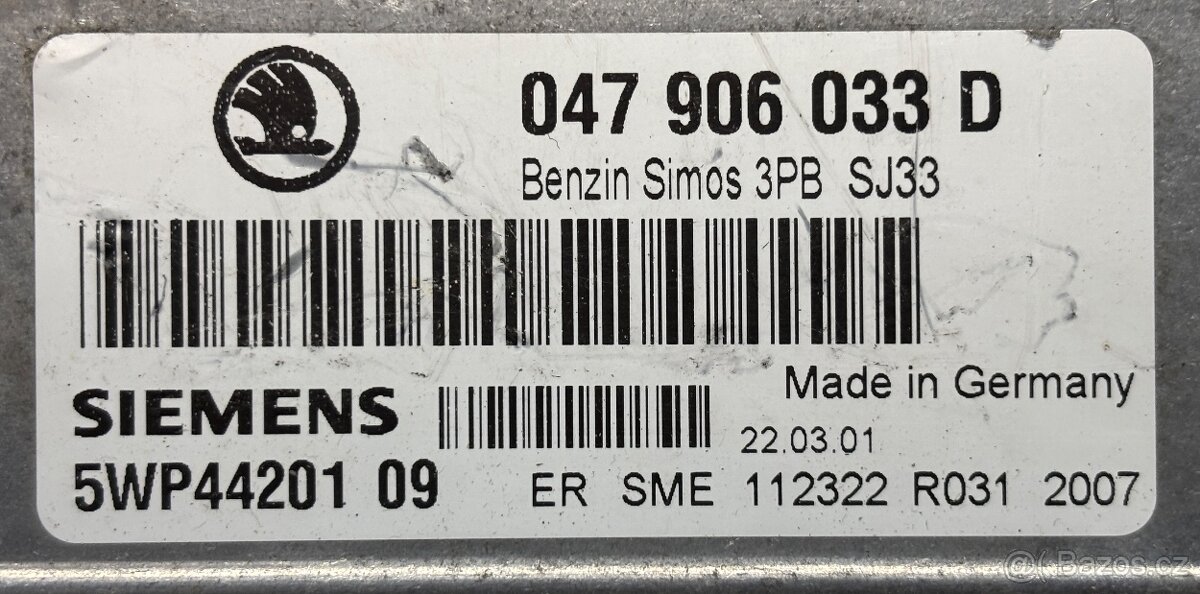 047 906 033 D
Benzin Simos 3PB SJ33
Made in Germany
SIEMENS
22.03.01
5WP44201 09
ER SME 112322 R031 2007
@( Bazos.cz